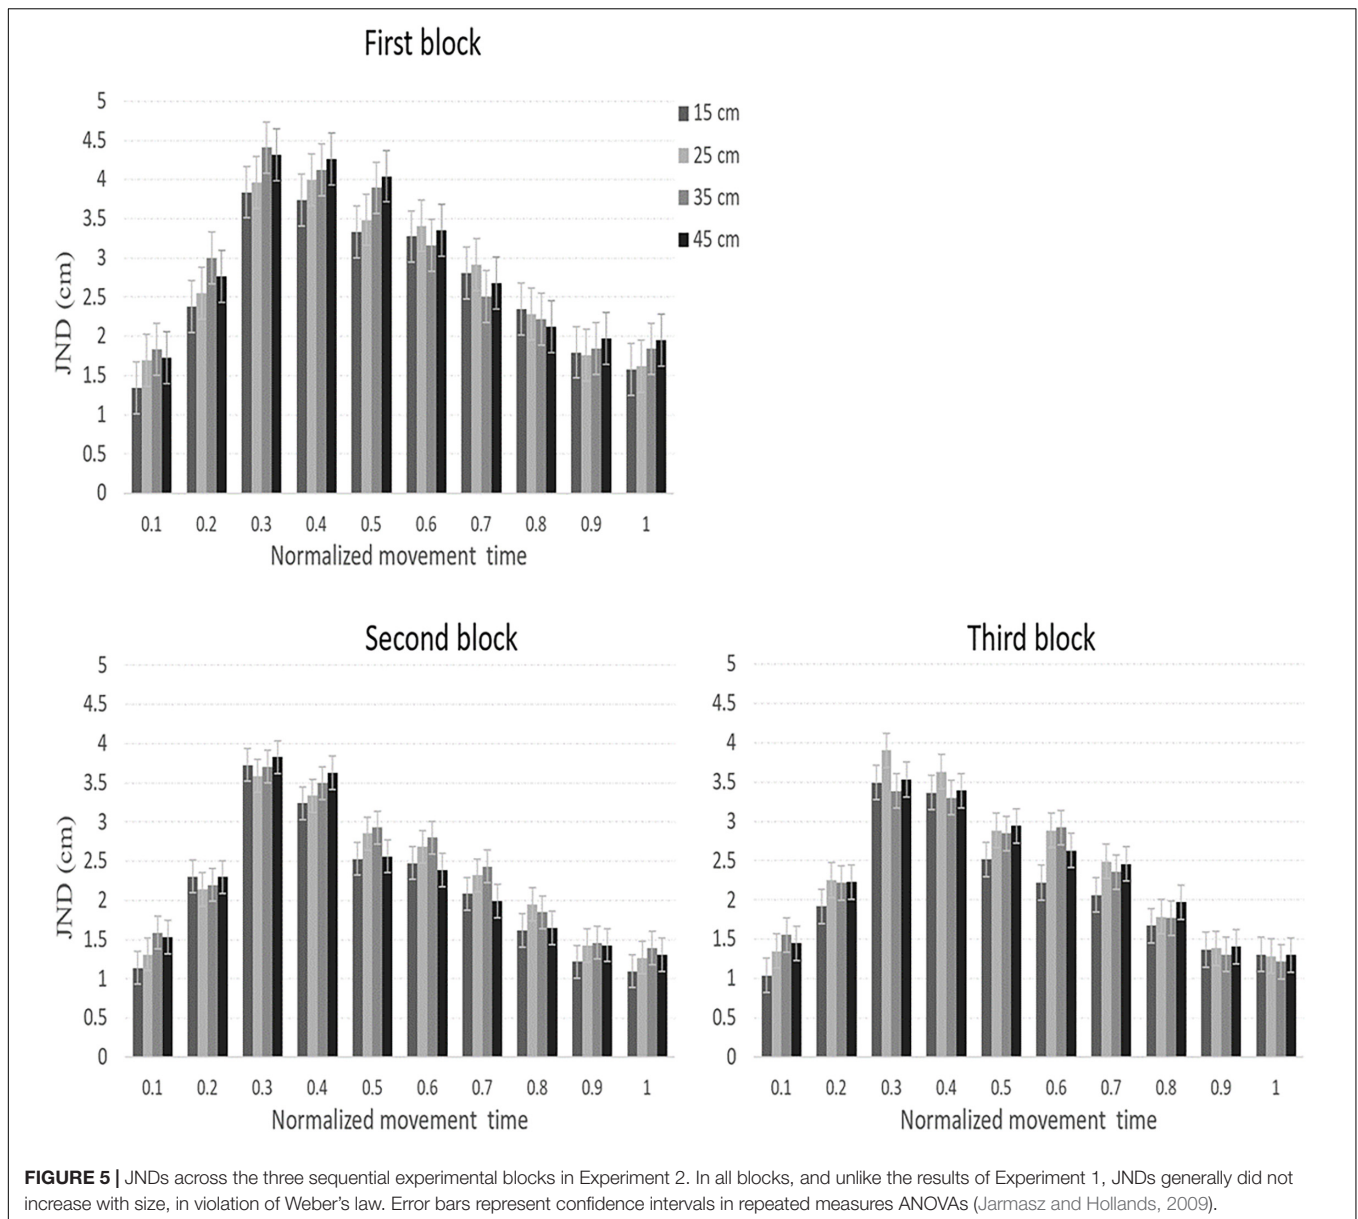 First block
5
4.5
4
3.5
3
2.5
2
1.5
1
0.5
0
JND (cm)
15 cm
25 cm
35 cm
45 cm
0.1 0.2 0.3 0.4 0.5 0.6 0.7 0.8 0.9 1
Normalized movement time
Second block
5
4.5
4
3.5
3
2.5
2
1.5
1
0.5
0
JND (cm)
0.1 0.2 0.3 0.4 0.5 0.6 0.7 0.8 0.9 1
Normalized movement time
Third block
5
4.5
4
3.5
3
2.5
2
1.5
1
0.5
0
0.1 0.2 0.3 0.4 0.5 0.6 0.7 0.8 0.9 1
Normalized movement time
FIGURE 5 | JNDs across the three sequential experimental blocks in Experiment 2. In all blocks, and unlike the results of Experiment 1, JNDs generally did not
increase with size, in violation of Weber's law. Error bars represent confidence intervals in repeated measures ANOVAs (Jarmasz and Hollands, 2009).